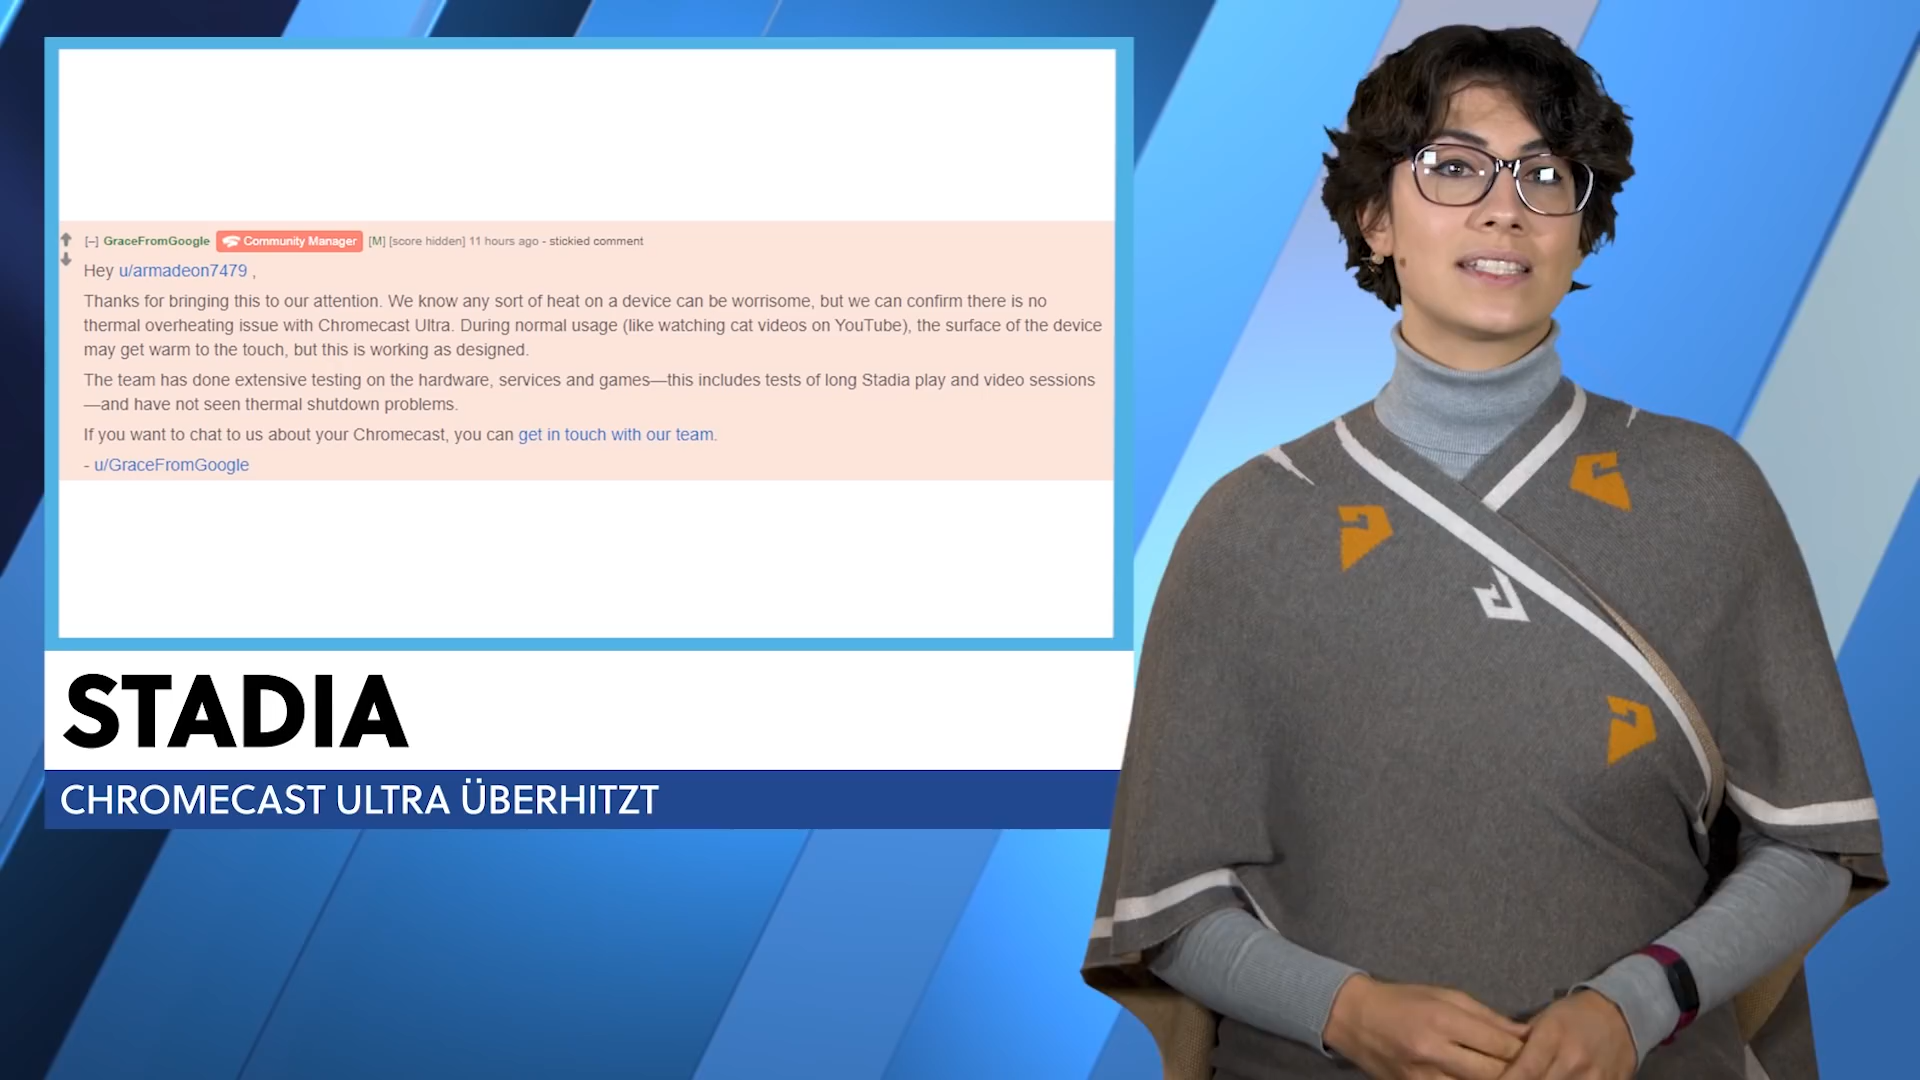 [–] GraceFromGoogle Community Manager [M] [score hidden] 11 hours ago - stickied comment
Hey u/armadeon7479 ,
Thanks for bringing this to our attention. We know any sort of heat on a device can be worrisome, but we can confirm there is no
thermal overheating issue with Chromecast Ultra. During normal usage (like watching cat videos on YouTube), the surface of the device
may get warm to the touch, but this is working as designed.
The team has done extensive testing on the hardware, services and games—this includes tests of long Stadia play and video sessions
—and have not seen thermal shutdown problems.
If you want to chat to us about your Chromecast, you can get in touch with our team.
- u/GraceFromGoogle
STADIA
CHROMECAST ULTRA ÜBERHITZT